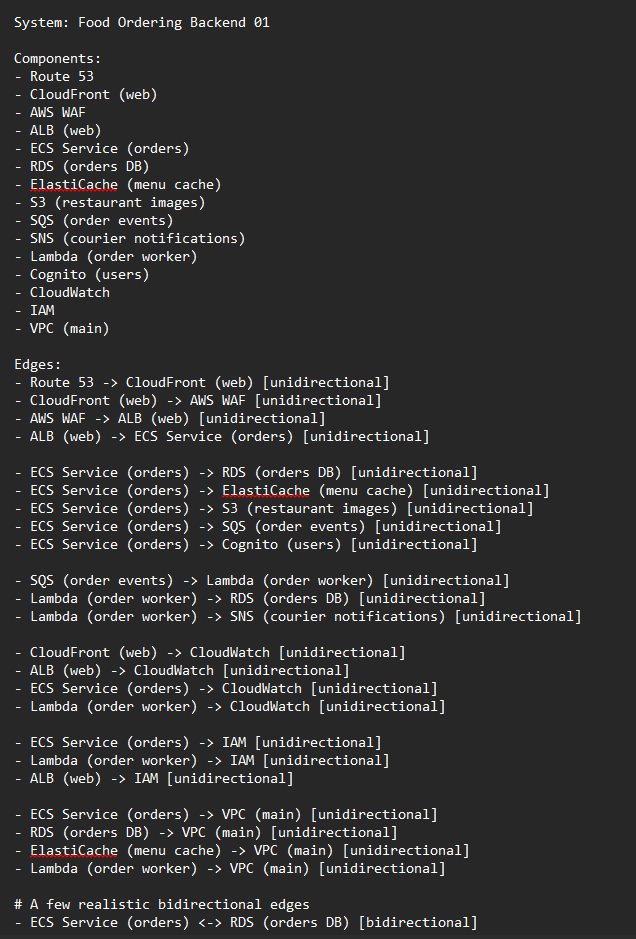 System: Food Ordering Backend 01
Components:
- Route 53
- CloudFront (web)
- AWS WAF
- ALB (web)
- ECS Service (orders)
- RDS (orders DB)
- ElastiCache (menu cache)
- S3 (restaurant images)
- SQS (order events)
- SNS (courier notifications)
- Lambda (order worker)
- Cognito (users)
- CloudWatch
- IAM
- VPC (main)
Edges:
- Route 53 -> CloudFront (web) [unidirectional]
- CloudFront (web) -> AWS WAF [unidirectional]
- AWS WAF -> ALB (web) [unidirectional]
- ALB (web) -> ECS Service (orders) [unidirectional]
- ECS Service (orders) -> RDS (orders DB) [unidirectional]
- ECS Service (orders) -> ElastiCache (menu cache) [unidirectional]
- ECS Service (orders) -> S3 (restaurant images) [unidirectional]
- ECS Service (orders) -> SQS (order events) [unidirectional]
- ECS Service (orders) -> Cognito (users) [unidirectional]
- SQS (order events) -> Lambda (order worker) [unidirectional]
- Lambda (order worker) -> RDS (orders DB) [unidirectional]
- Lambda (order worker) -> SNS (courier notifications) [unidirectional]
- CloudFront (web) -> CloudWatch [unidirectional]
- ALB (web) -> CloudWatch [unidirectional]
- ECS Service (orders) -> CloudWatch [unidirectional]
- Lambda (order worker) -> CloudWatch [unidirectional]
- ECS Service (orders) -> IAM [unidirectional]
- Lambda (order worker) -> IAM [unidirectional]
- ALB (web) -> IAM [unidirectional]
- ECS Service (orders) -> VPC (main) [unidirectional]
- RDS (orders DB) -> VPC (main) [unidirectional]
- ElastiCache (menu cache) -> VPC (main) [unidirectional]
- Lambda (order worker) -> VPC (main) [unidirectional]
# A few realistic bidirectional edges
- ECS Service (orders) <-> RDS (orders DB) [bidirectional]